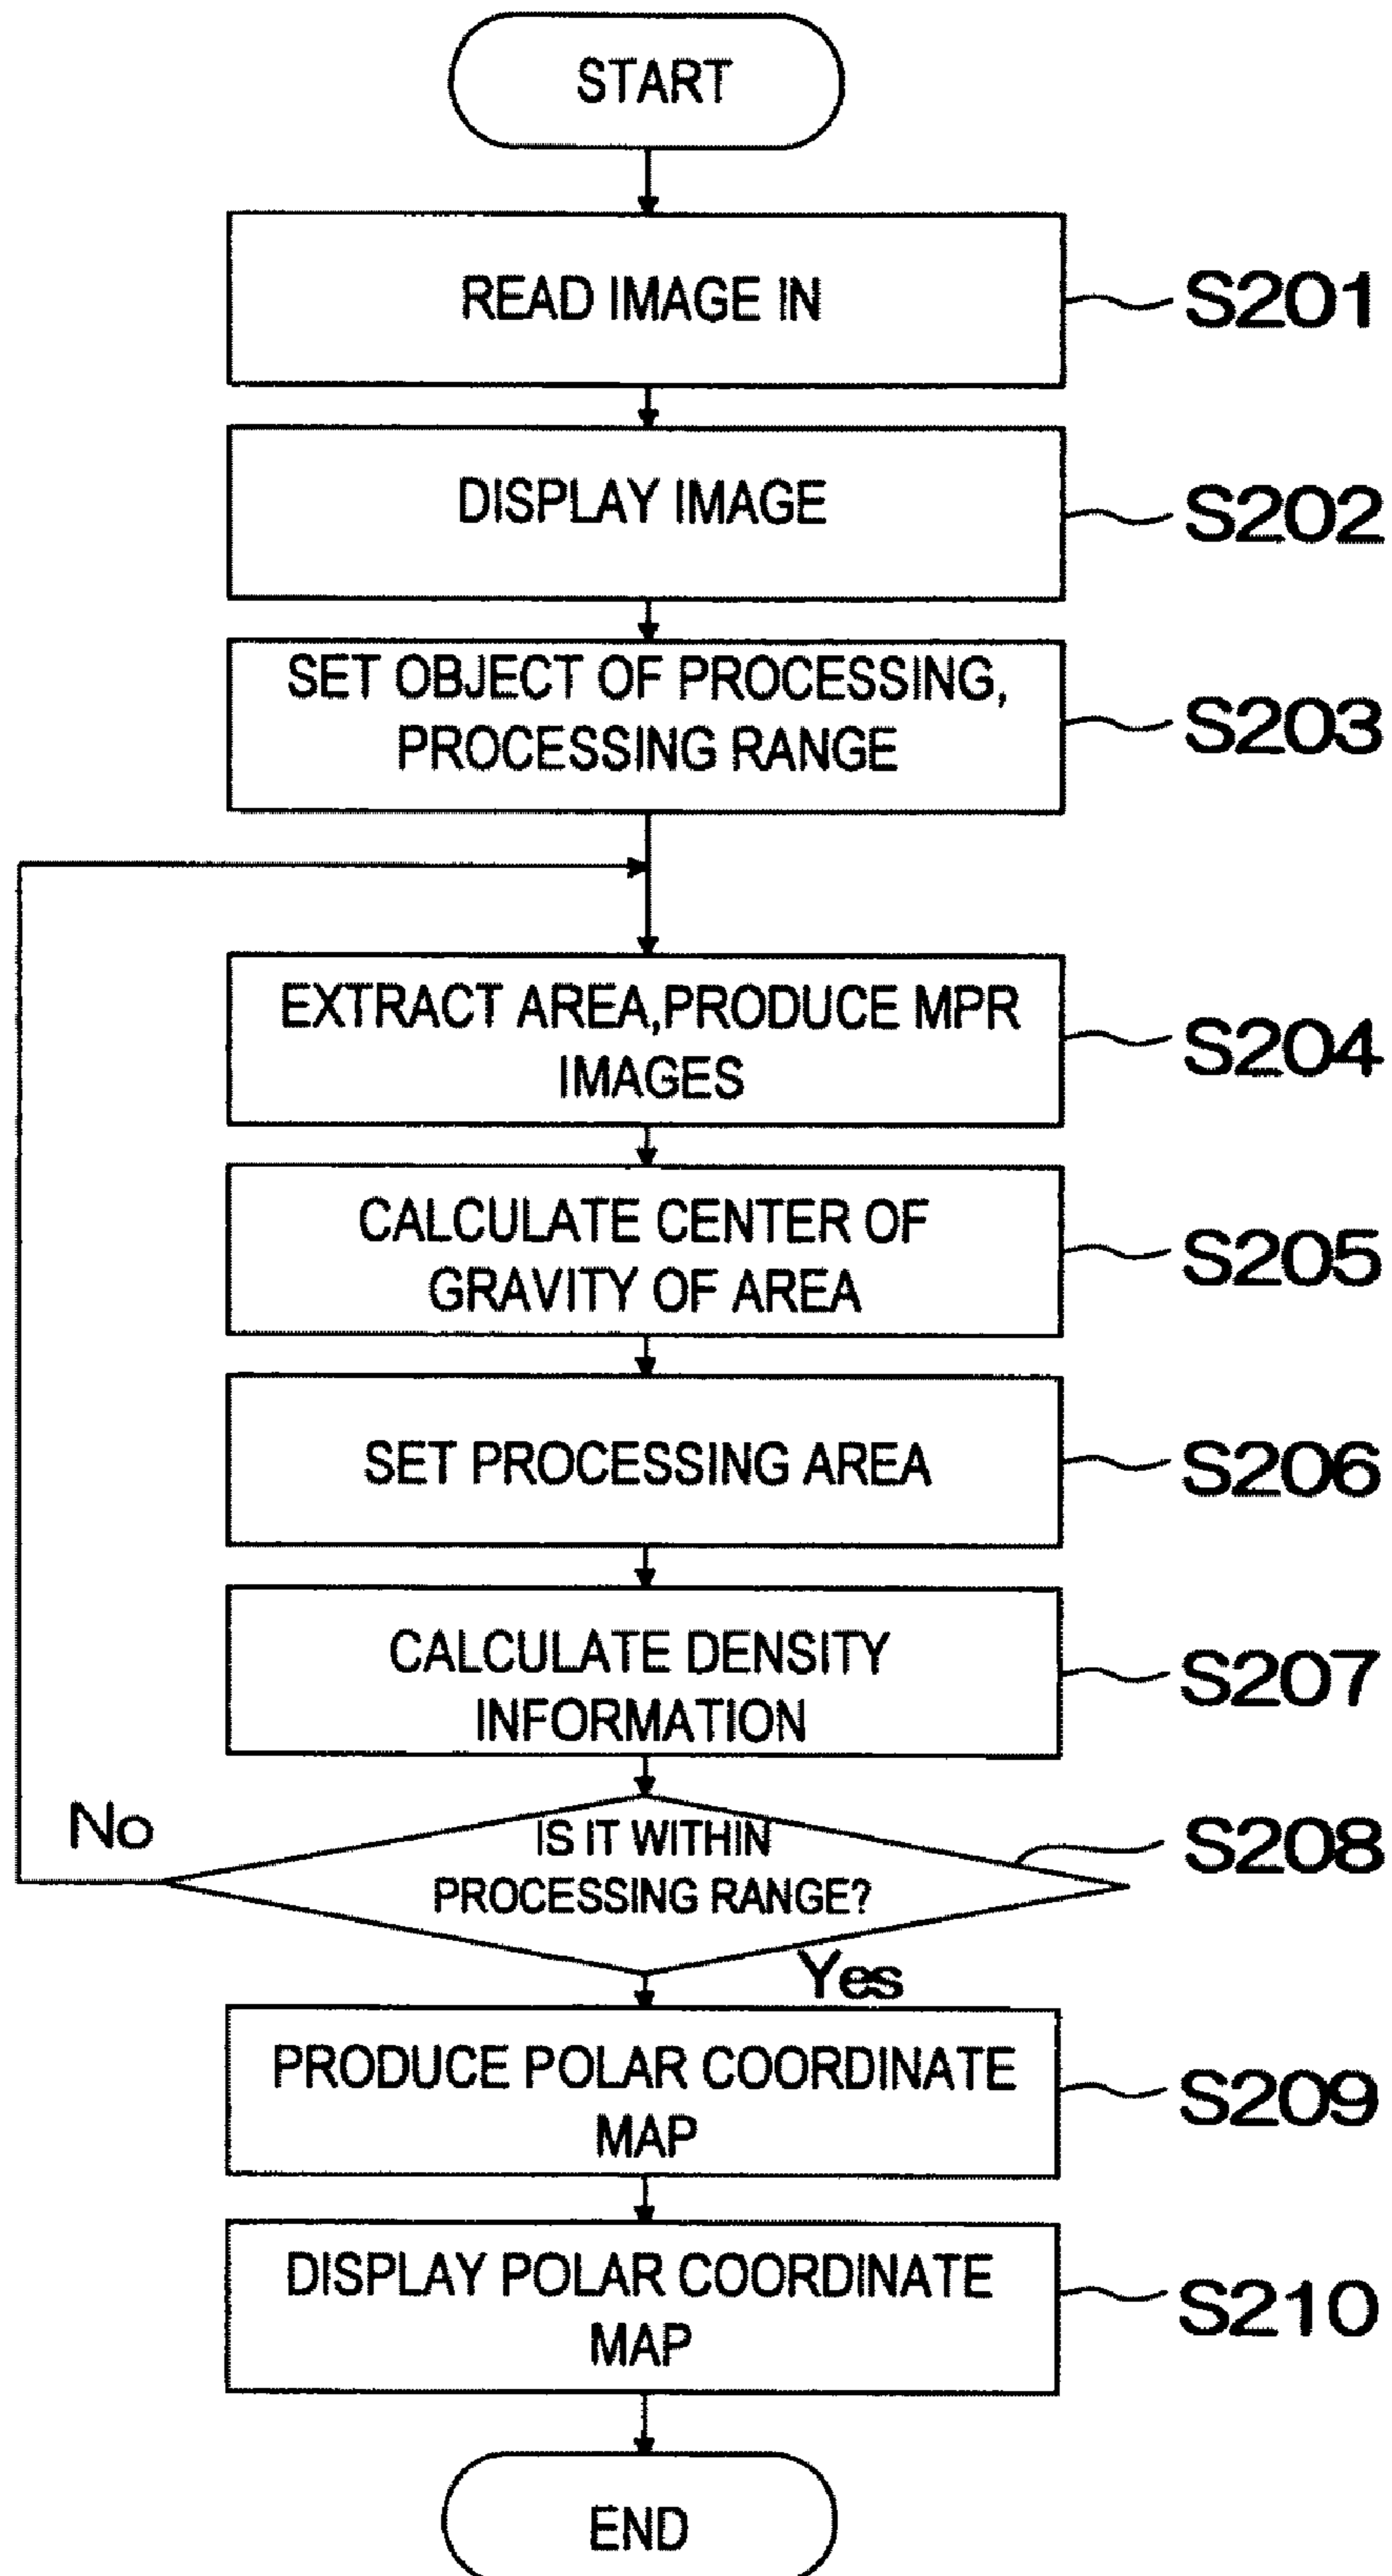 START
READ IMAGE IN
S201
DISPLAY IMAGE
S202
SET OBJECT OF PROCESSING,
PROCESSING RANGE
S203
EXTRACT AREA,PRODUCE MPR
IMAGES
S204
CALCULATE CENTER OF
GRAVITY OF AREA
S205
SET PROCESSING AREA
S206
CALCULATE DENSITY
INFORMATION
S207
No
IS IT WITHIN
PROCESSING RANGE?
S208
Yes
PRODUCE POLAR COORDINATE
MAP
S209
DISPLAY POLAR COORDINATE
MAP
S210
END